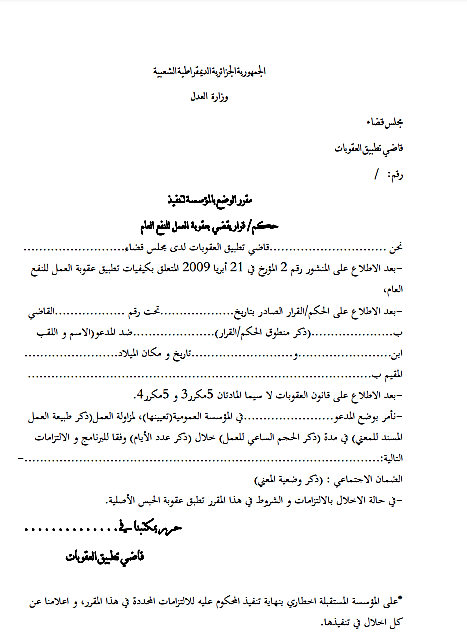 الجمهورية الجزائرية الديمقراطية الشعبية
وزارة العدل
مجلس قضاء
قاضي تطبيق العقوبات
رقم: /
مقرر الوضع بالمؤسسة لتنفيذ
حكم/ قرار يقضي بعقوبة العمل للنفع العام
نحن .............................قاضي تطبيق العقوبات لدى مجلس قضاء..........................
-بعد الاطلاع على المنشور رقم 2 المؤرخ في 21 أبريا 2009 المتعلق بكيفيات تطبيق عقوبة العمل للنفع
العام،
-بعد الاطلاع على الحكم/القرار الصادر بتاريخ...................تحت رقم ..................القاضي
ب.....................(ذكر منطوق الحكم/القرار)......................ضد المدعو(الاسم و اللقب
ابن........................و..........................تاريخ و مكان الميلاد........................
المقيم ب.............................................................................................
-بعد الاطلاع على قانون العقوبات لا سيما المادتان 5مكرر3 و 5مكرر4.
-نأمر بوضع المدعو.......................في المؤسسة العمومية(تعيينها)، لمزاولة العمل(ذكر طبيعة العمل
المسند للمعني) في مدة (ذكر الحجم الساعي للعمل) خلال (ذكر عدد الأيام) وفقا للبرنامج و الالتزامات
التالية:...........................................................................................-
الضمان الاجتماعي : (ذكر وضعية المعني)
-في حالة الاخلال بالالتزامات و الشروط في هذا المقرر تطبق عقوبة الحبس الأصلية.
حرر بمكتبنا في...............
قاضي تطبيق العقوبات
*على المؤسسة المستقبلة اخطاري بنهاية تنفيذ المحكوم عليه للالتزامات المحددة في هذا المقرر، و اعلامنا عن
كل اخلال في تنفيذها.